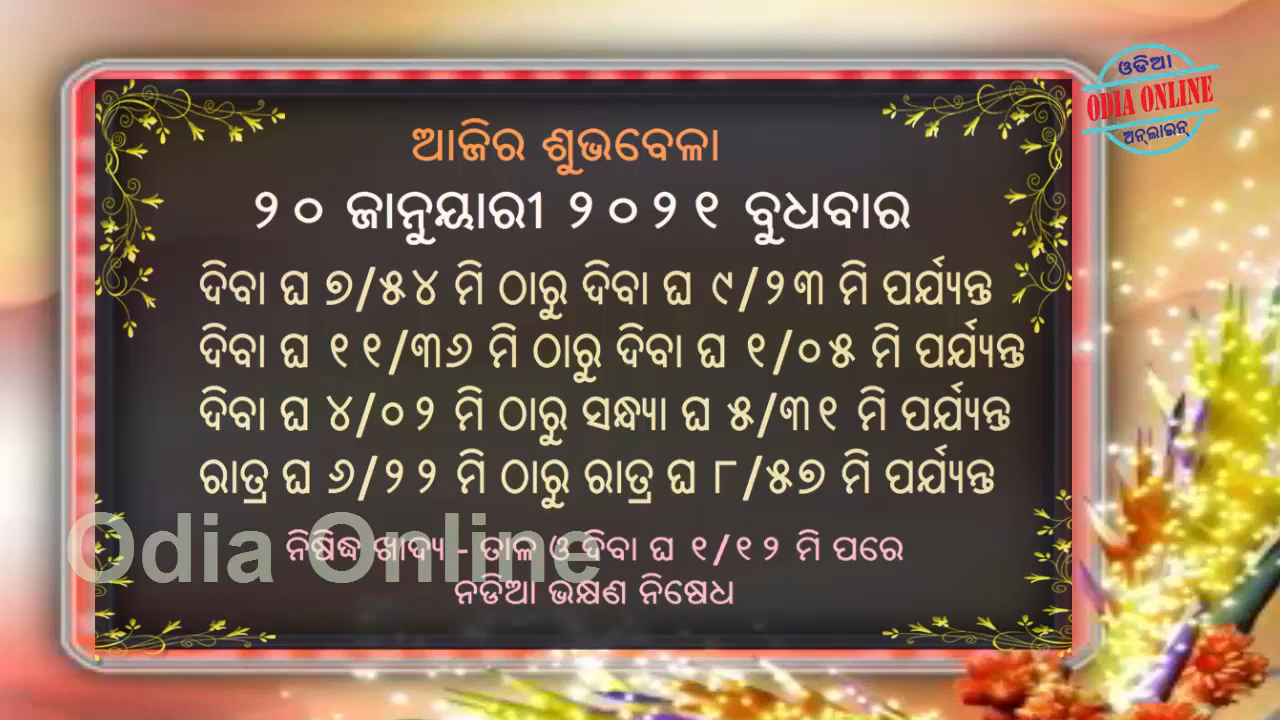 ଓଡିଆ
ODIA ONLINE
ଅନ୍‌ଲାଇନ୍
ଆଜିର ଶୁଭବେଳା
୨୦ ଜାନୁୟାରୀ ୨୦୨୧ ବୁଧବାର
ଦିବା ଘ ୭/୫୪ ମି ଠାରୁ ଦିବା ଘ ୯/୨୩ ମି ପର୍ଯ୍ୟନ୍ତ
ଦିବା ଘ ୧୧/୩୬ ମି ଠାରୁ ଦିବା ଘ ୧/୦୫ ମି ପର୍ଯ୍ୟନ୍ତ
ଦିବା ଘ ୪/୦୨ ମି ଠାରୁ ସନ୍ଧ୍ୟା ଘ ୫/୩୧ ମି ପର୍ଯ୍ୟନ୍ତ
ରାତ୍ର ଘ ୬/୨୨ ମି ଠାରୁ ରାତ୍ର ଘ ୮/୫୭ ମି ପର୍ଯ୍ୟନ୍ତ
Odia Online
ନିଷିଦ୍ଧ ଖାଦ୍ୟ - ତାଳ ଓ ଦିବା ଘ ୧/୧୨ ମି ପରେ
ନଡିଆ ଭକ୍ଷଣ ନିଷେଧ